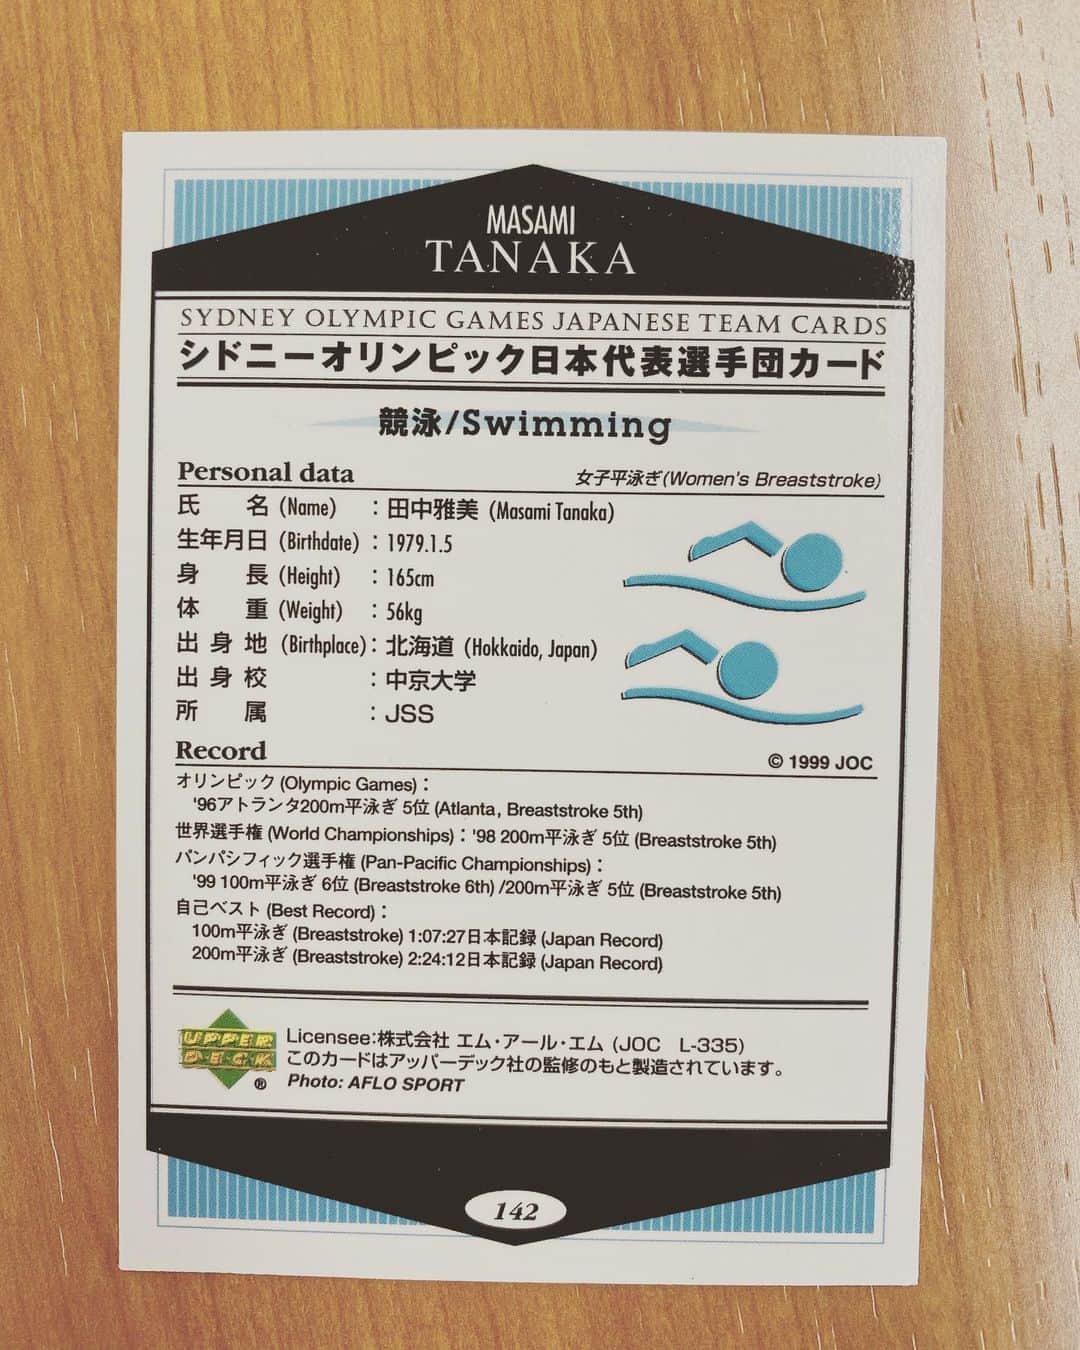 MASAMI
TANAKA
SYDNEY OLYMPIC GAMES JAPANESE TEAM CARDS
シドニーオリンピック日本代表選手団カード
競泳/Swimming
Personal data
女子平泳ぎ(Women's Breaststroke)
氏 名 (Name) : 田中雅美 (Masami Tanaka)
生年月日 (Birthdate) : 1979.1.5
身 長 (Height) : 165cm
体 重 (Weight) : 56kg
出 身 地 (Birthplace) : 北海道 (Hokkaido, Japan)
出 身 校 : 中京大学
所 属 : JSS
Record
© 1999 JOC
オリンピック (Olympic Games) :
'96アトランタ200m平泳ぎ 5位 (Atlanta, Breaststroke 5th)
世界選手権 (World Championships) : '98 200m平泳ぎ 5位 (Breaststroke 5th)
パンパシフィック選手権 (Pan-Pacific Championships) :
'99 100m平泳ぎ 6位 (Breaststroke 6th) /200m平泳ぎ 5位 (Breaststroke 5th)
自己ベスト (Best Record) :
100m平泳ぎ (Breaststroke) 1:07:27日本記録 (Japan Record)
200m平泳ぎ (Breaststroke) 2:24:12日本記録 (Japan Record)
UPPER
DECK
®
Licensee:株式会社 エム・アール・エム (JOC L-335)
このカードはアッパーデック社の監修のもと製造されています。
Photo: AFLO SPORT
142